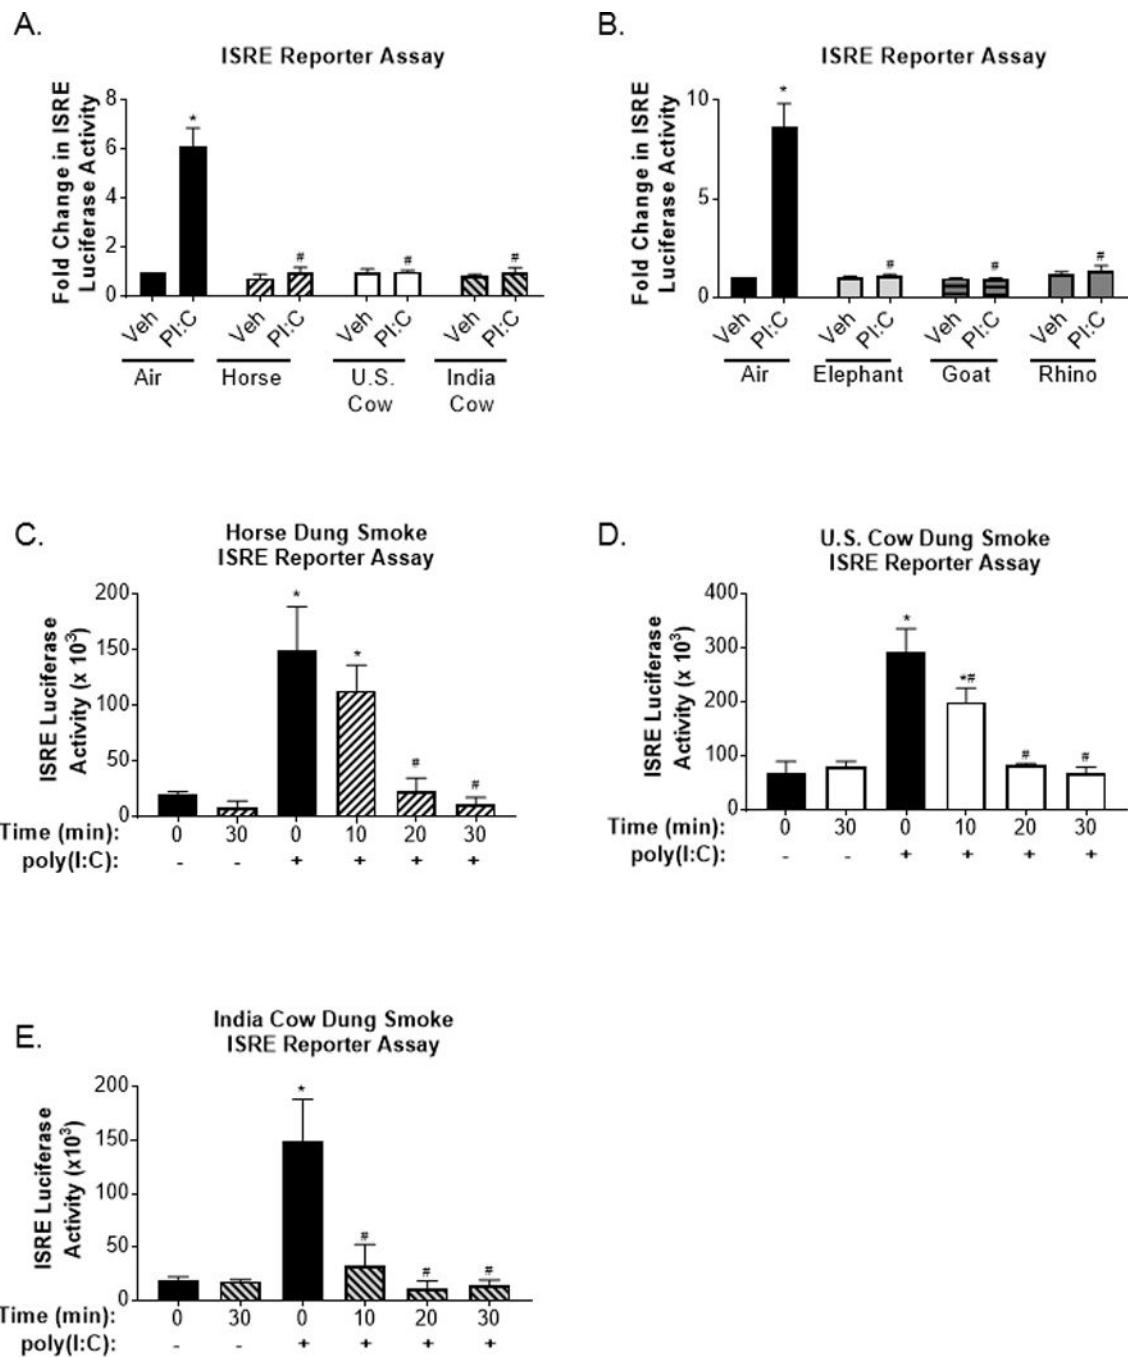 A.
ISRE Reporter Assay
Fold Change in ISRE
Luciferase Activity
8
6
4
2
0
Veh PI:C Veh PI:C Veh PI:C Veh PI:C
Air Horse U.S. Cow India Cow
B.
ISRE Reporter Assay
Fold Change in ISRE
Luciferase Activity
10
5
0
* # # #
* # # #
Veh PI:C Veh PI:C Veh PI:C Veh PI:C
Air Elephant Goat Rhino
C.
Horse Dung Smoke
ISRE Reporter Assay
ISRE Luciferase
Activity (x 10³)
200
150
100
50
0
* * # #
Time (min): 0 30 0 10 20 30
poly(I:C): - - + + + +
D.
U.S. Cow Dung Smoke
ISRE Reporter Assay
ISRE Luciferase
Activity (x 10³)
400
300
200
100
0
* *# # #
Time (min): 0 30 0 10 20 30
poly(I:C): - - + + + +
E.
India Cow Dung Smoke
ISRE Reporter Assay
ISRE Luciferase
Activity (x10³)
200
150
100
50
0
* # # #
Time (min): 0 30 0 10 20 30
poly(I:C): - - + + + +